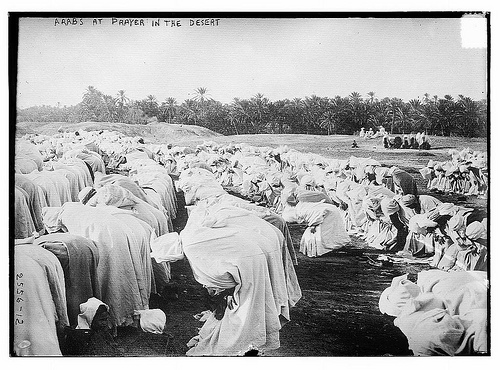 ARABS AT PRAYER IN THE DESERT
2556-12